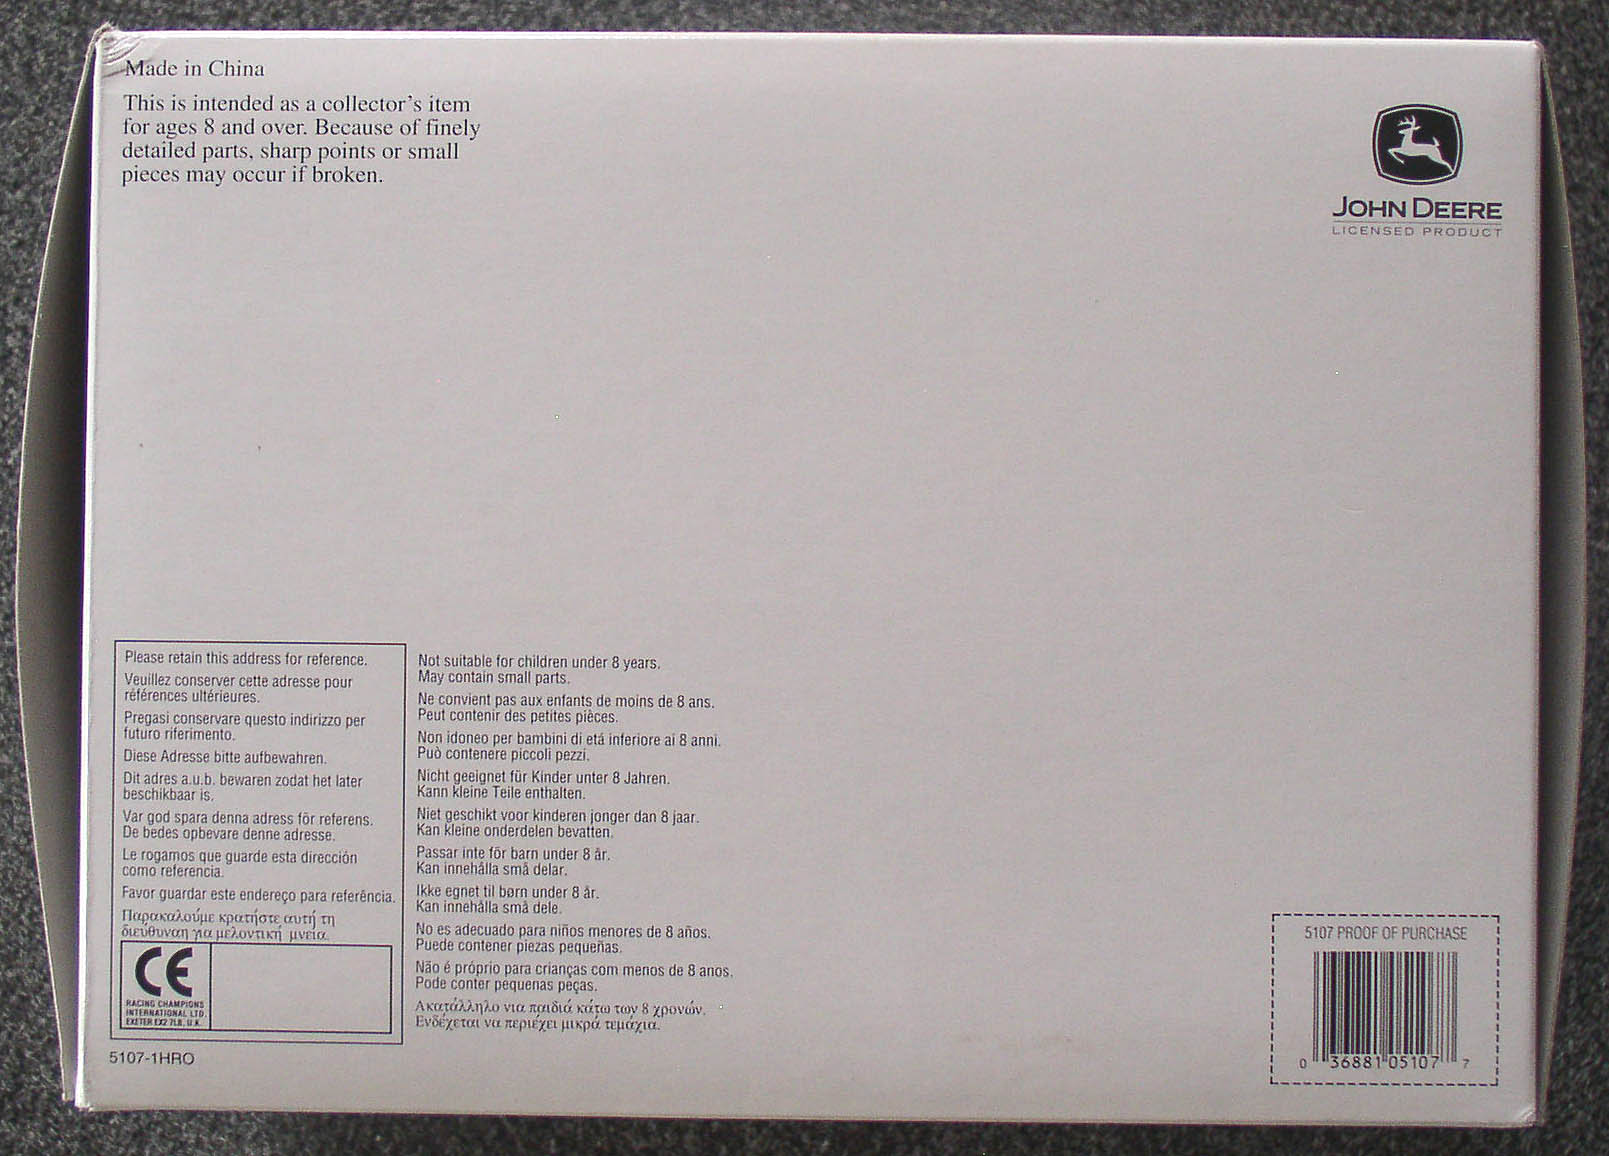 Made in China
This is intended as a collector's item
for ages 8 and over. Because of finely
detailed parts, sharp points or small
pieces may occur if broken.
JOHN DEERE
LICENSED PRODUCT
Please retain this address for reference.
Veuillez conserver cette adresse pour
références ultérieures.
Pregasi conservare questo indirizzo per
futuro riferimento.
Diese Adresse bitte aufbewahren.
Dit adres a.u.b. bewaren zodat het later
beschikbaar is.
Var god spara denna adress för referens.
De bedes opbevare denne adresse.
Le rogamos que guarde esta dirección
como referencia.
Favor guardar este endereço para referência.
Παρακαλούμε κρατήστε αυτή τη
διεύθυναη για μελοντική μνεία.
CE
RACING CHAMPIONS
INTERNATIONAL LTD.
EXETER EX2 7LB, U.K.
5107-1HRO
Not suitable for children under 8 years.
May contain small parts.
Ne convient pas aux enfants de moins de 8 ans.
Peut contenir des petites pièces.
Non idoneo per bambini di etá inferiore ai 8 anni.
Può contenere piccoli pezzi.
Nicht geeignet für Kinder unter 8 Jahren.
Kann kleine Teile enthalten.
Niet geschikt voor kinderen jonger dan 8 jaar.
Kan kleine onderdelen bevatten.
Passar inte för barn under 8 år.
Kan innehålla små delar.
Ikke egnet til børn under 8 år.
Kan innehålla små dele.
No es adecuado para niños menores de 8 años.
Puede contener piezas pequeñas.
Não é próprio para crianças com menos de 8 anos.
Pode conter pequenas peças.
Ακατάλληλο νια παιδιά κάτω των 8 χρονών.
Ενδέχεται να περιέχει μικρά τεμάχια.
5107 PROOF OF PURCHASE
0 36881 05107 7